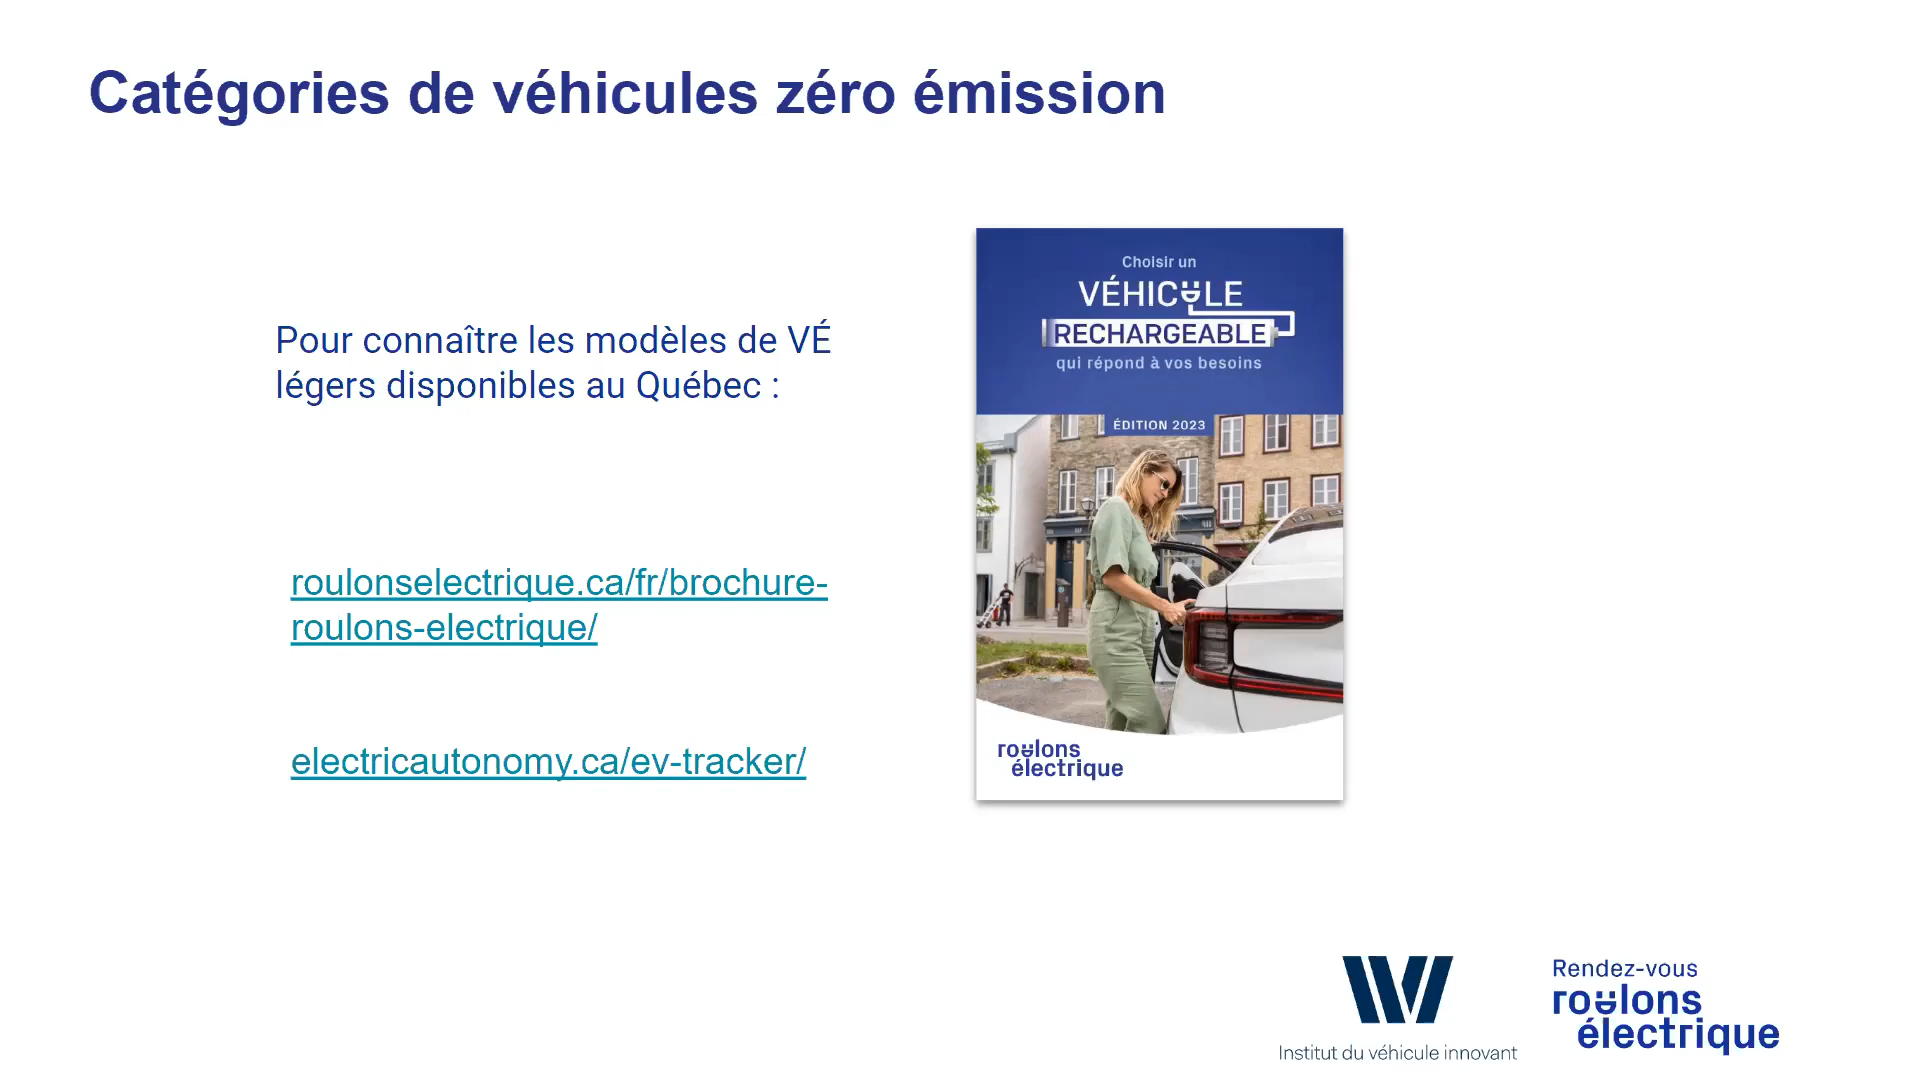 Catégories de véhicules zéro émission
Pour connaître les modèles de VÉ
légers disponibles au Québec :
roulonselectrique.ca/fr/brochure-
roulons-electrique/
electricautonomy.ca/ev-tracker/
Choisir un
VÉHICULE
RECHARGEABLE
qui répond à vos besoins
ÉDITION 2023
roulons
électrique
Institut du véhicule innovant
Rendez-vous
roulons
électrique